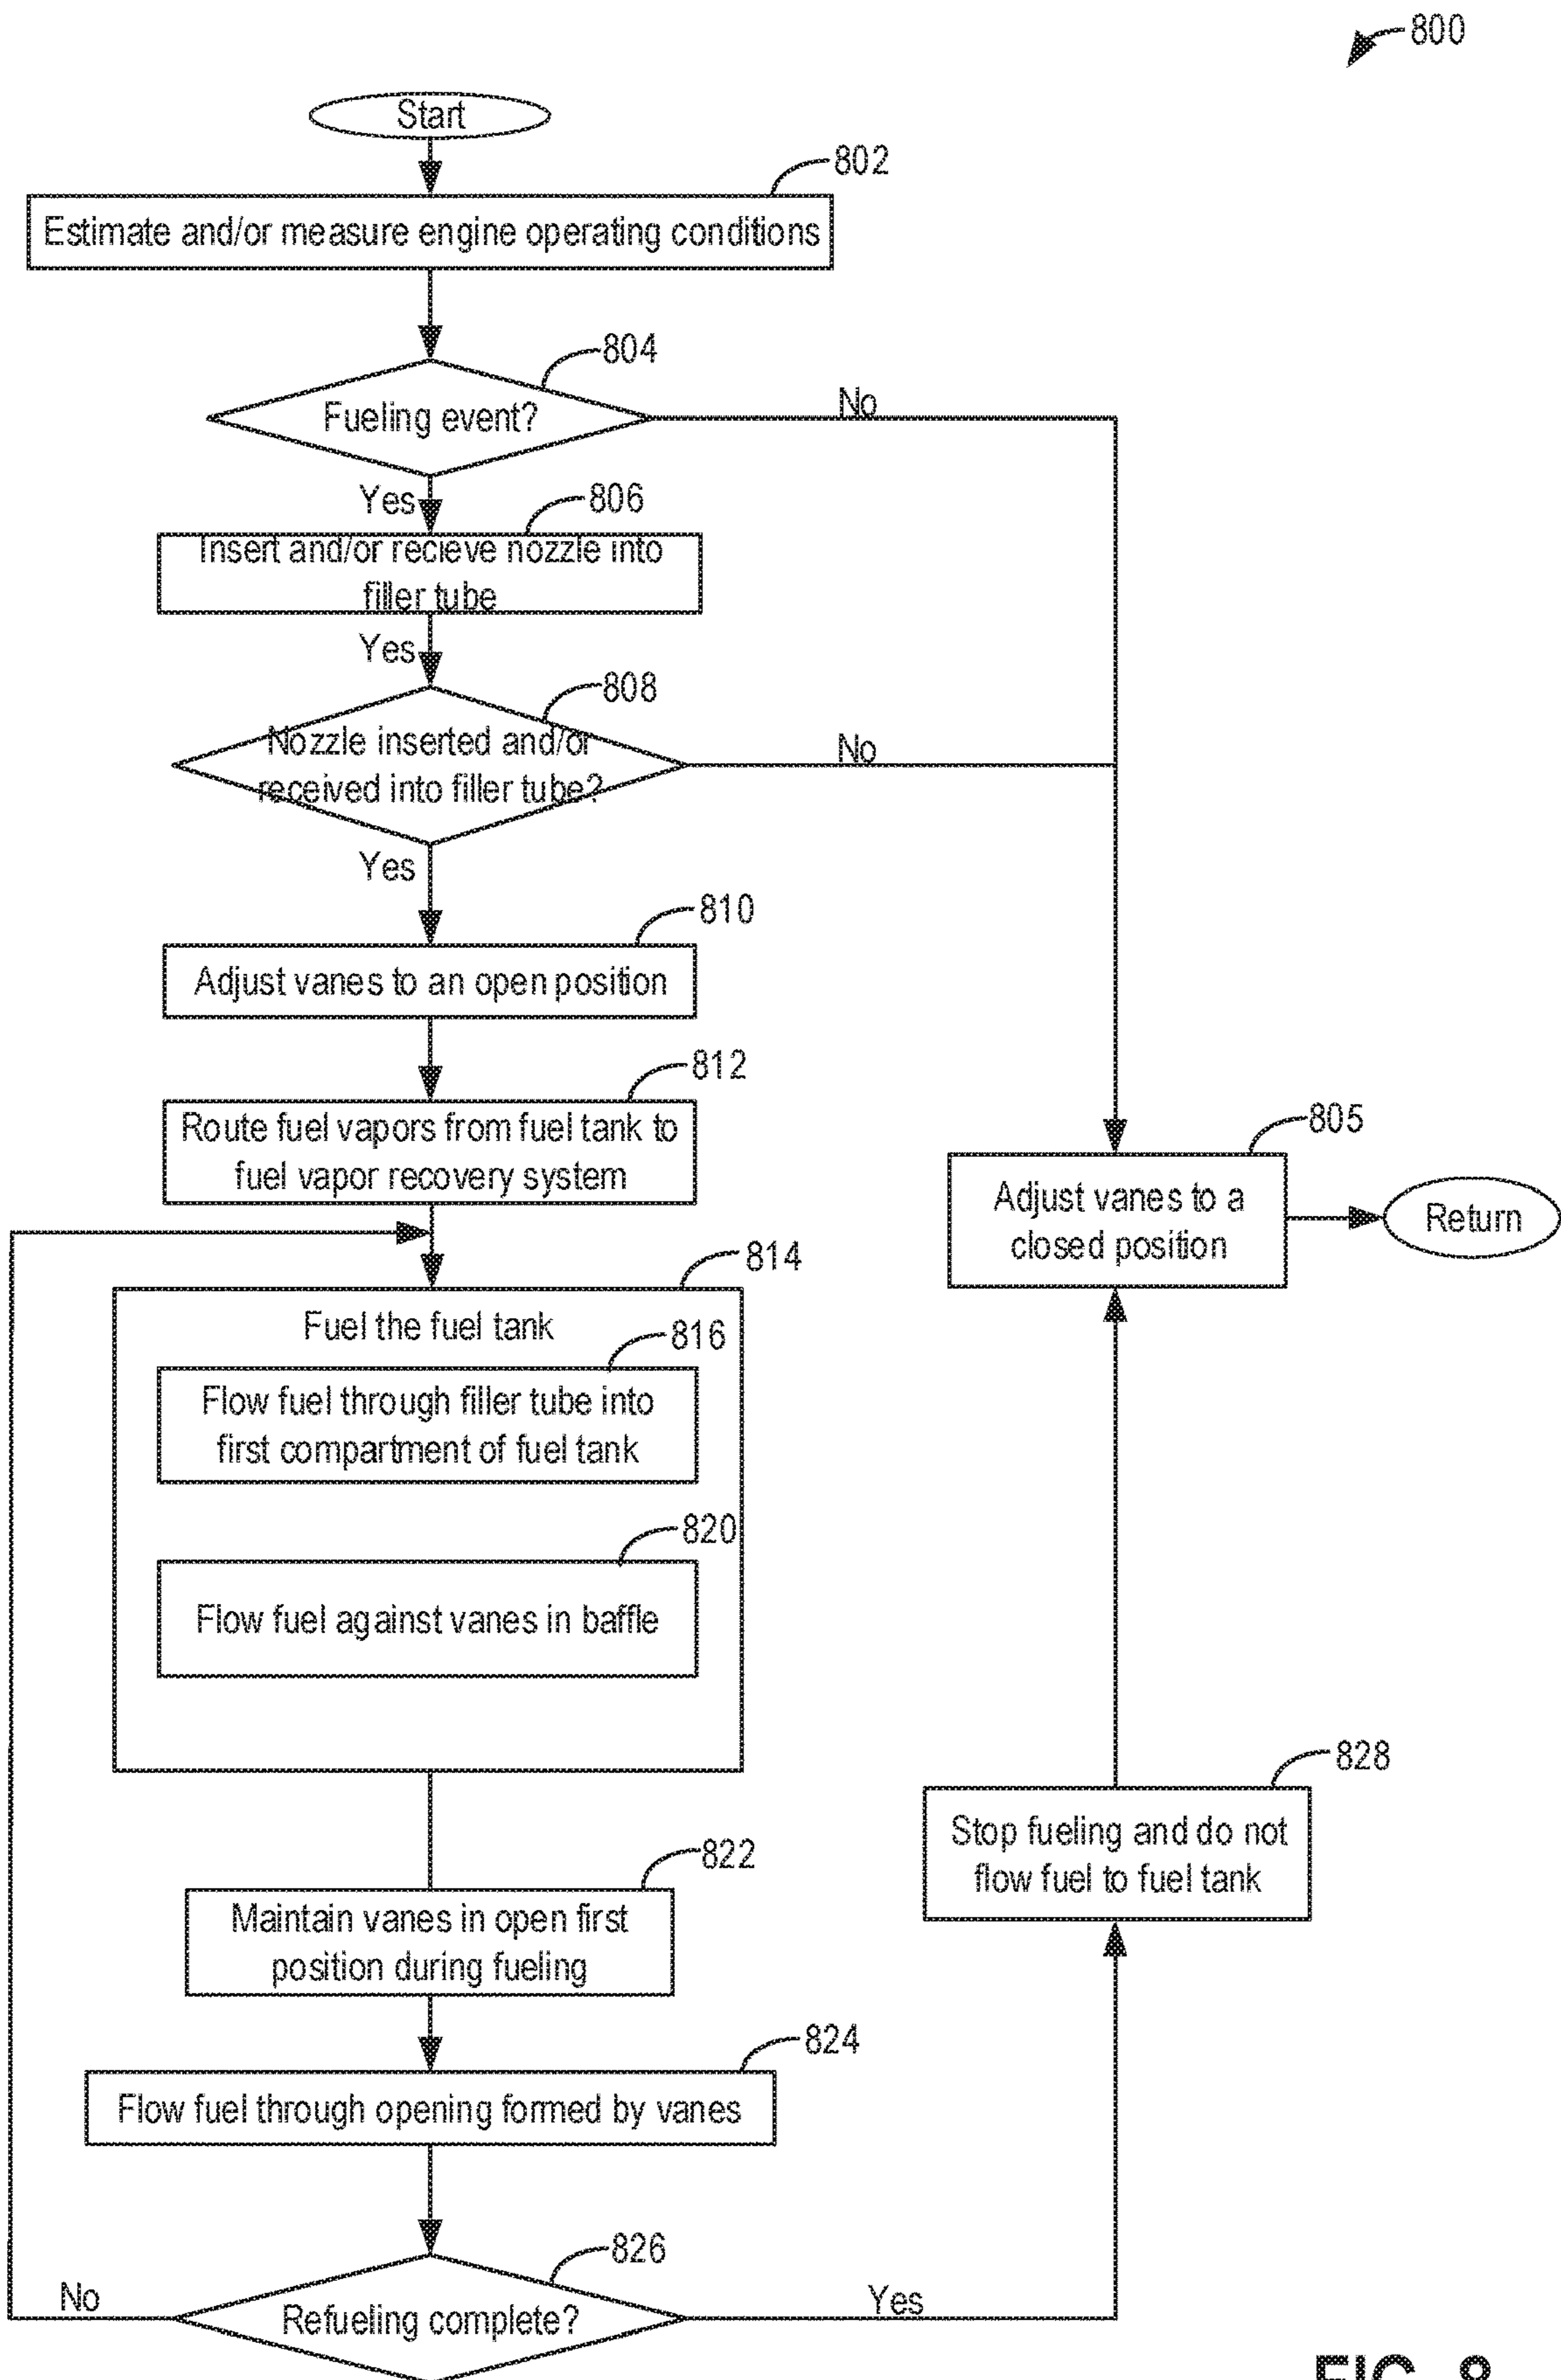 800
Start
802
Estimate and/or measure engine operating conditions
804
Fueling event?
No
Yes
806
Insert and/or recieve nozzle into
filler tube
Yes
808
Nozzle inserted and/or
received into filler tube?
No
Yes
810
Adjust vanes to an open position
812
Route fuel vapors from fuel tank to
fuel vapor recovery system
805
Adjust vanes to a
closed position
Return
814
Fuel the fuel tank
816
Flow fuel through filler tube into
first compartment of fuel tank
820
Flow fuel against vanes in baffle
828
Stop fueling and do not
flow fuel to fuel tank
822
Maintain vanes in open first
position during fueling
824
Flow fuel through opening formed by vanes
826
Refueling complete?
No
Yes
FIG. 8